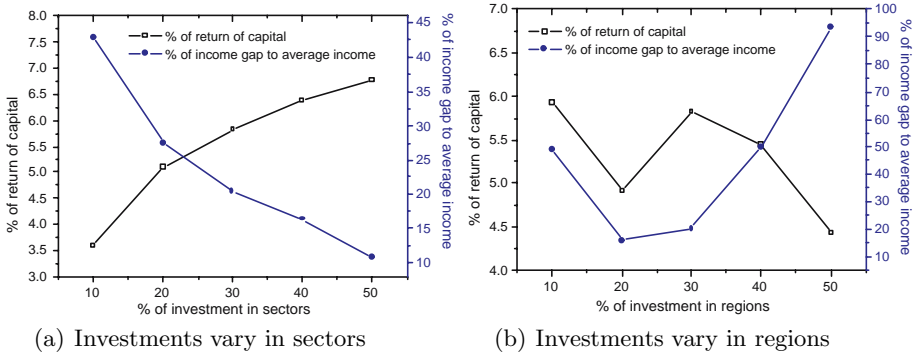 % of return of capital
8.0
7.5
7.0
6.5
6.0
5.5
5.0
4.5
4.0
3.5
3.0
% of return of capital
% of income gap to average income
45
40
35
30
25
20
15
10
% of income gap to average income
10 20 30 40 50
% of investment in sectors
(a) Investments vary in sectors
% of return of capital
7.0
6.5
6.0
5.5
5.0
4.5
4.0
% of return of capital
% of income gap to average income
100
90
80
70
60
50
40
30
20
10
% of income gap to average income
10 20 30 40 50
% of investment in regions
(b) Investments vary in regions